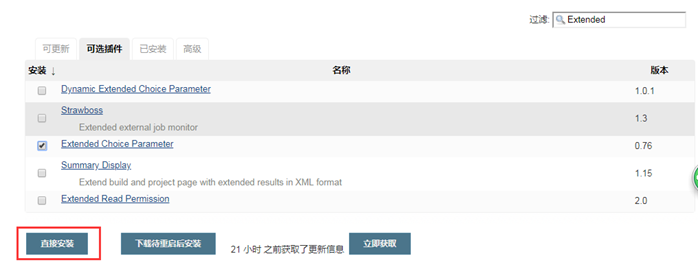 过滤: Extended
可更新 可选插件 已安装 高级
安装 ↓ 名称 版本
Dynamic Extended Choice Parameter 1.0.1
Strawboss 1.3
Extended external job monitor
Extended Choice Parameter 0.76
Summary Display 1.15
Extend build and project page with extended results in XML format
Extended Read Permission 2.0
直接安装 下载待重启后安装 21 小时 之前获取了更新信息 立即获取